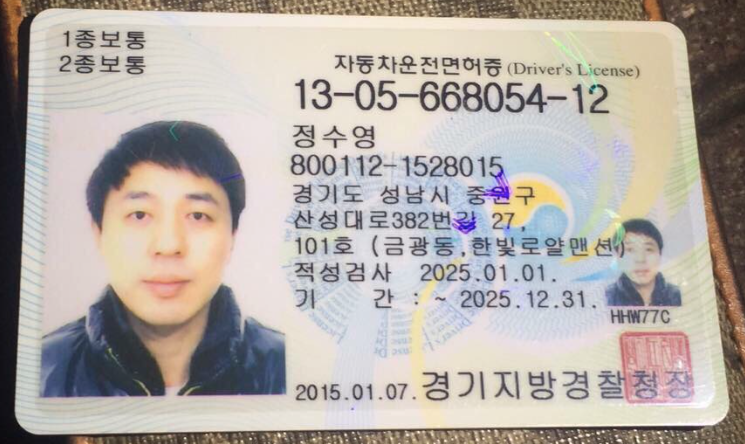 1종보통
2종보통
자동차운전면허증 (Driver's License)
13-05-668054-12
정수영
800112-1528015
경기도 성남시 중원구
산성대로382번길 27,
101호 (금광동,한빛로얄맨션)
적성검사 2025.01.01.
기 간 : ~ 2025.12.31.
HHW77C
2015.01.07. 경기지방경찰청장